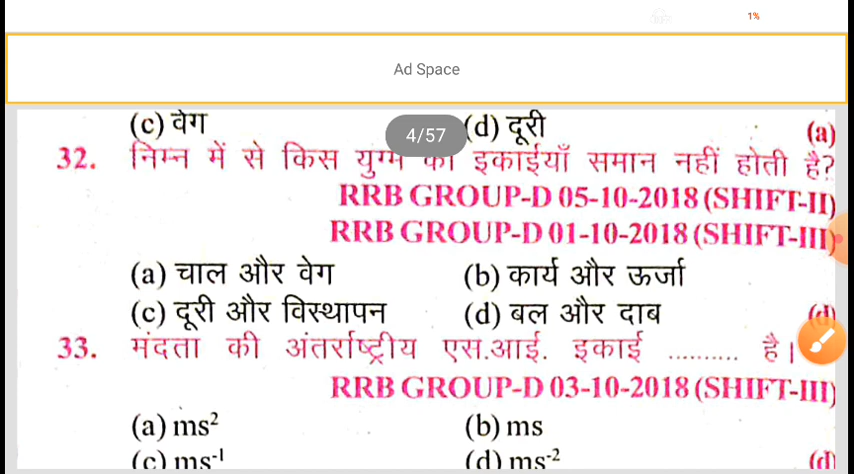 1%
Ad Space
(c) वेग (d) दूरी (a)
4/57
32. निम्न में से किस युग्म की इकाईयाँ समान नहीं होती है?
RRB GROUP-D 05-10-2018 (SHIFT-II)
RRB GROUP-D 01-10-2018 (SHIFT-III)
(a) चाल और वेग (b) कार्य और ऊर्जा
(c) दूरी और विस्थापन (d) बल और दाब (d)
33. मंदता की अंतर्राष्ट्रीय एस.आई. इकाई .......... है।
RRB GROUP-D 03-10-2018 (SHIFT-III)
(a) ms² (b) ms
(c) ms⁻¹ (d) ms⁻² (d)